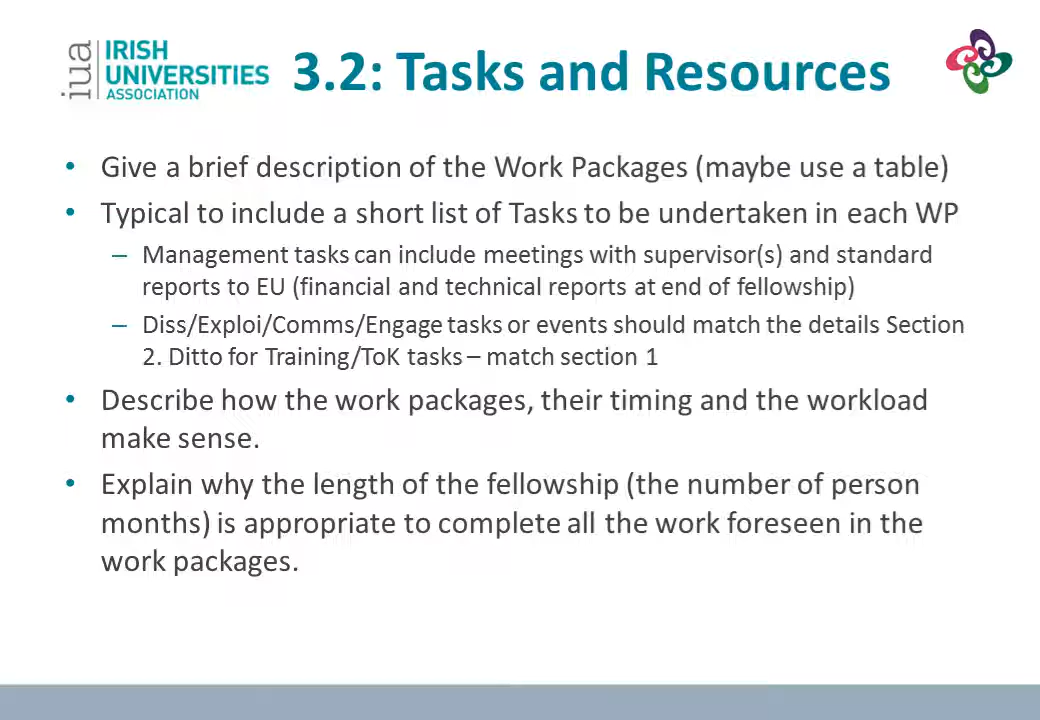 iua
IRISH
UNIVERSITIES
ASSOCIATION
3.2: Tasks and Resources
• Give a brief description of the Work Packages (maybe use a table)
• Typical to include a short list of Tasks to be undertaken in each WP
– Management tasks can include meetings with supervisor(s) and standard
reports to EU (financial and technical reports at end of fellowship)
– Diss/Exploi/Comms/Engage tasks or events should match the details Section
2. Ditto for Training/ToK tasks – match section 1
• Describe how the work packages, their timing and the workload
make sense.
• Explain why the length of the fellowship (the number of person
months) is appropriate to complete all the work foreseen in the
work packages.